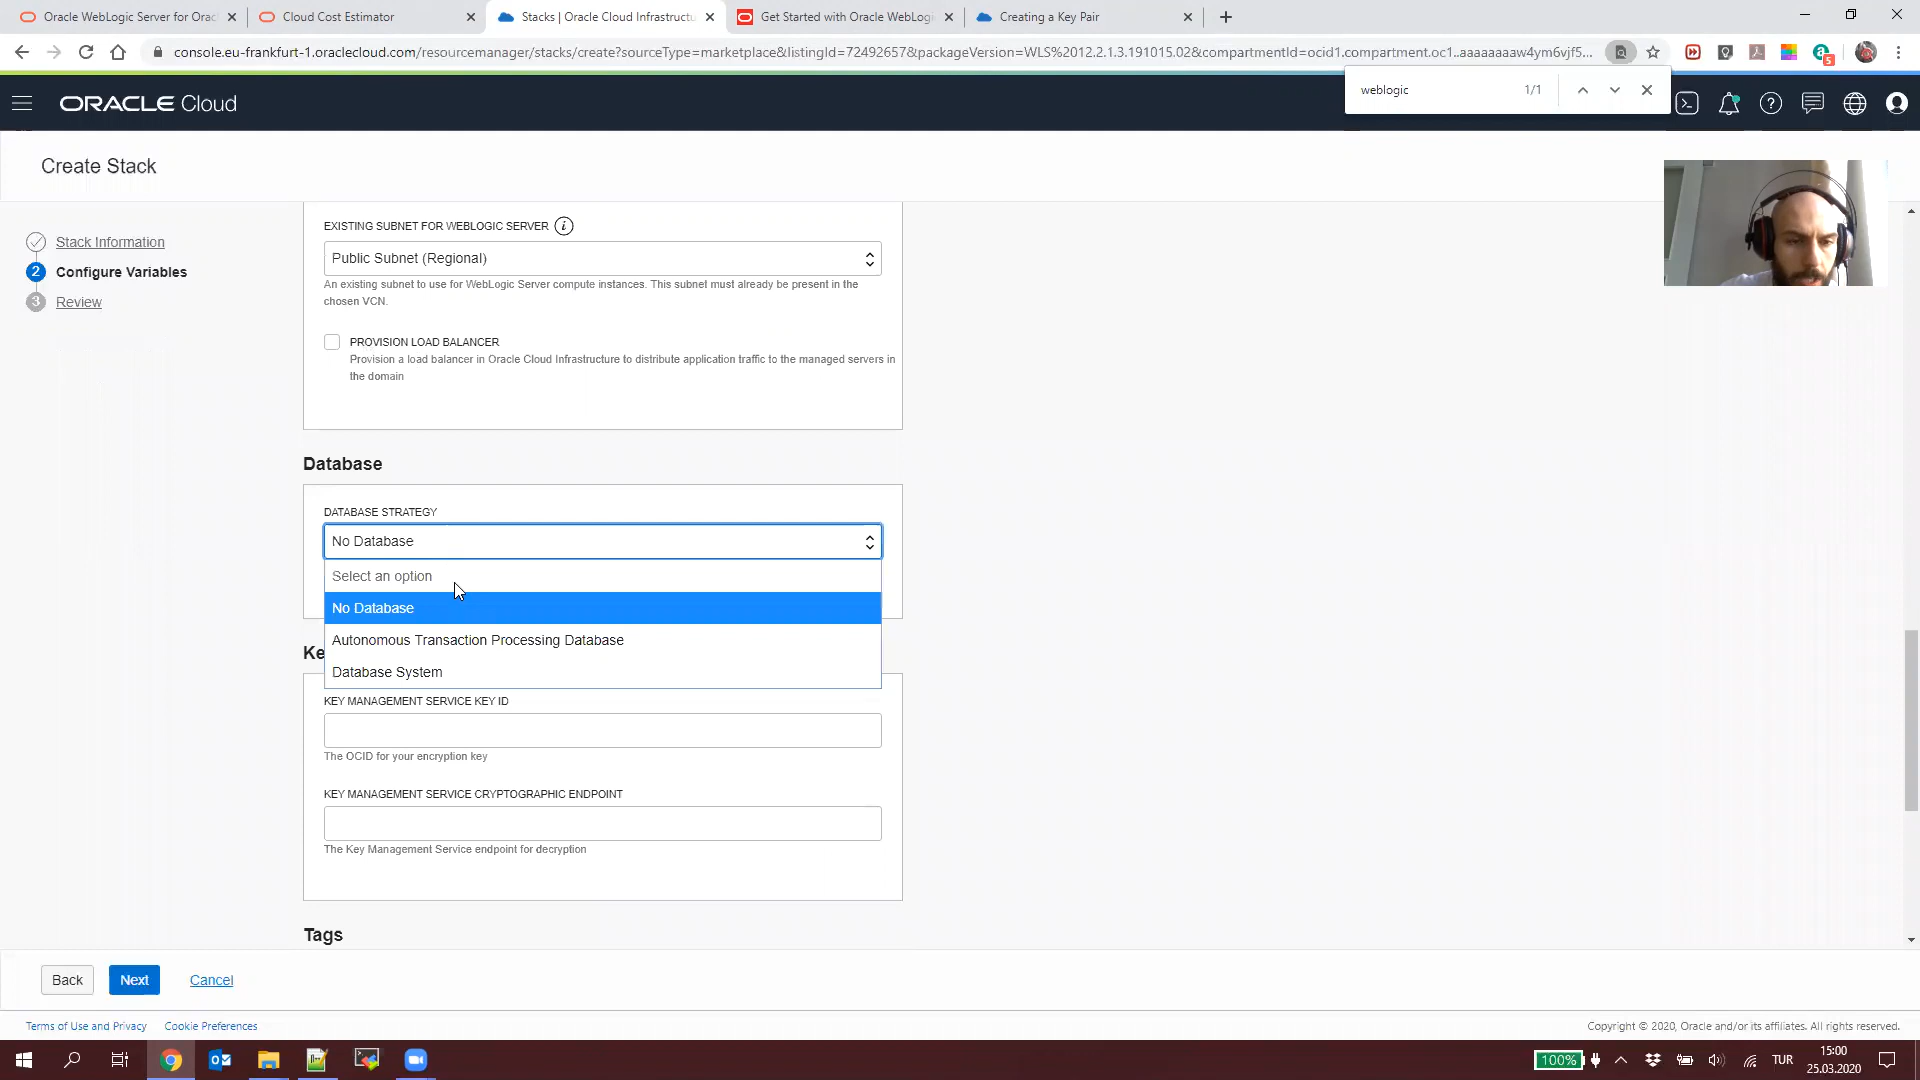 Oracle WebLogic Server for Orac
Cloud Cost Estimator
Stacks | Oracle Cloud Infrastructu
Get Started with Oracle WebLogi
Creating a Key Pair
console.eu-frankfurt-1.oraclecloud.com/resourcemanager/stacks/create?sourceType=marketplace&listingId=72492657&packageVersion=WLS%2012.2.1.3.191015.02&compartmentId=ocid1.compartment.oc1..aaaaaaaaw4ym6vjf5...
5
weblogic 1/1
ORACLE Cloud
Create Stack
Stack Information
2 Configure Variables
3 Review
EXISTING SUBNET FOR WEBLOGIC SERVER i
Public Subnet (Regional)
An existing subnet to use for WebLogic Server compute instances. This subnet must already be present in the
chosen VCN.
PROVISION LOAD BALANCER
Provision a load balancer in Oracle Cloud Infrastructure to distribute application traffic to the managed servers in
the domain
Database
DATABASE STRATEGY
No Database
Select an option
No Database
Autonomous Transaction Processing Database
Database System
Ke
KEY MANAGEMENT SERVICE KEY ID
The OCID for your encryption key
KEY MANAGEMENT SERVICE CRYPTOGRAPHIC ENDPOINT
The Key Management Service endpoint for decryption
Tags
Back Next Cancel
Terms of Use and Privacy Cookie Preferences
Copyright © 2020, Oracle and/or its affiliates. All rights reserved.
100% TUR
15:00
25.03.2020